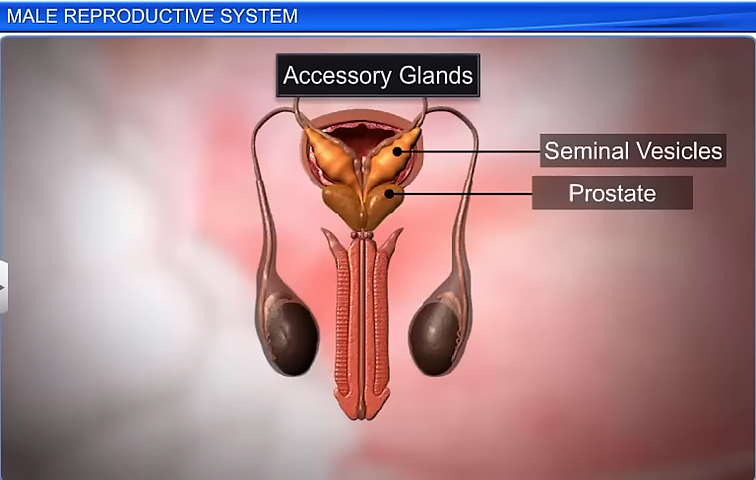 MALE REPRODUCTIVE SYSTEM
Accessory Glands
Seminal Vesicles
Prostate